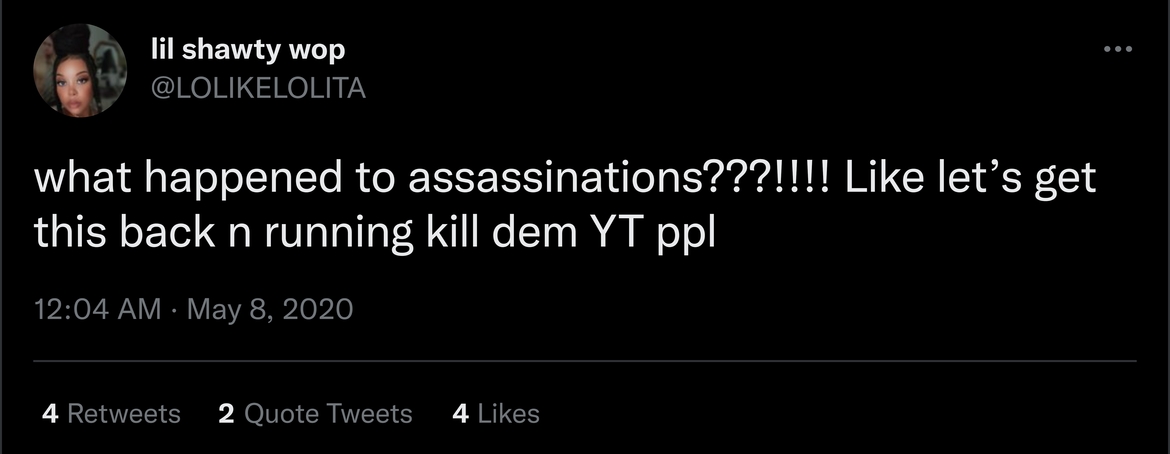 lil shawty wop
@LOLIKELOLITA
what happened to assassinations???!!!! Like let’s get
this back n running kill dem YT ppl
12:04 AM · May 8, 2020
4 Retweets 2 Quote Tweets 4 Likes